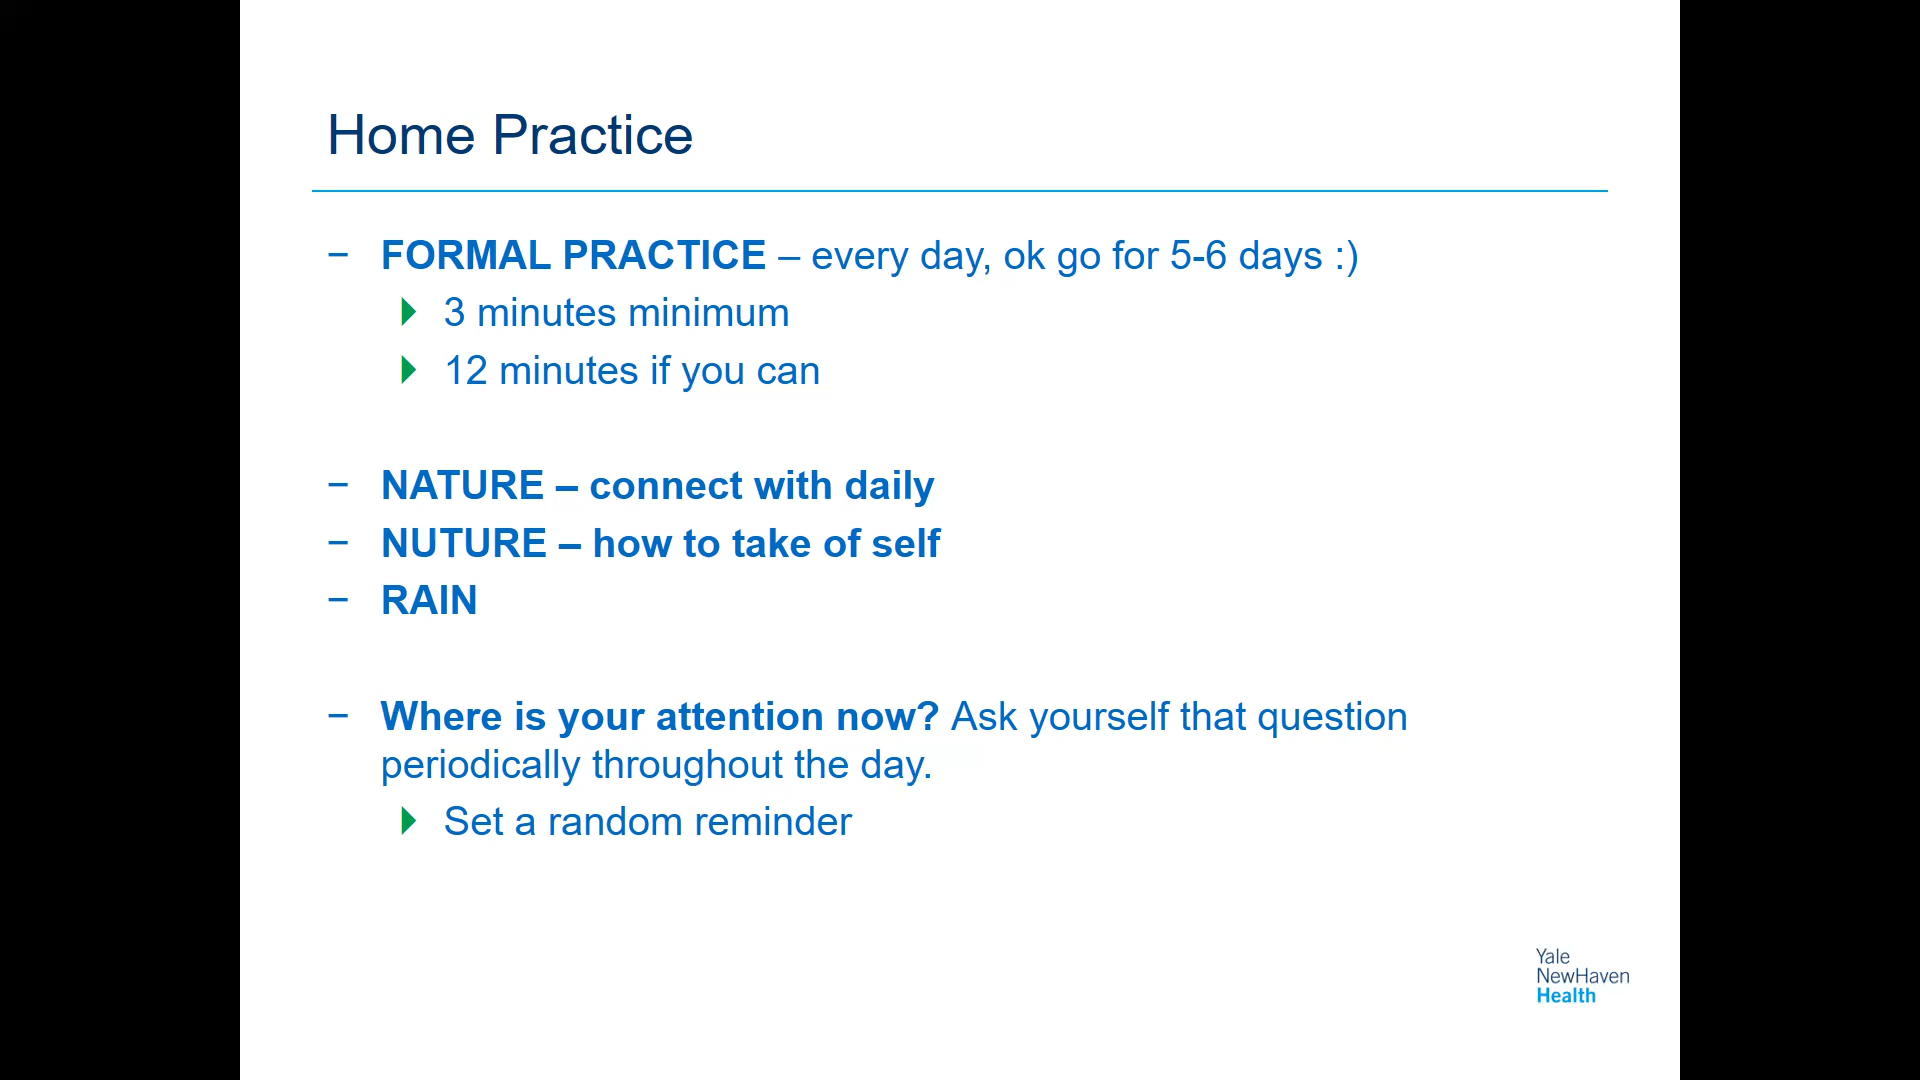 Home Practice
– FORMAL PRACTICE – every day, ok go for 5-6 days :)
3 minutes minimum
12 minutes if you can
– NATURE – connect with daily
– NUTURE – how to take of self
– RAIN
– Where is your attention now? Ask yourself that question
periodically throughout the day.
Set a random reminder
Yale
NewHaven
Health